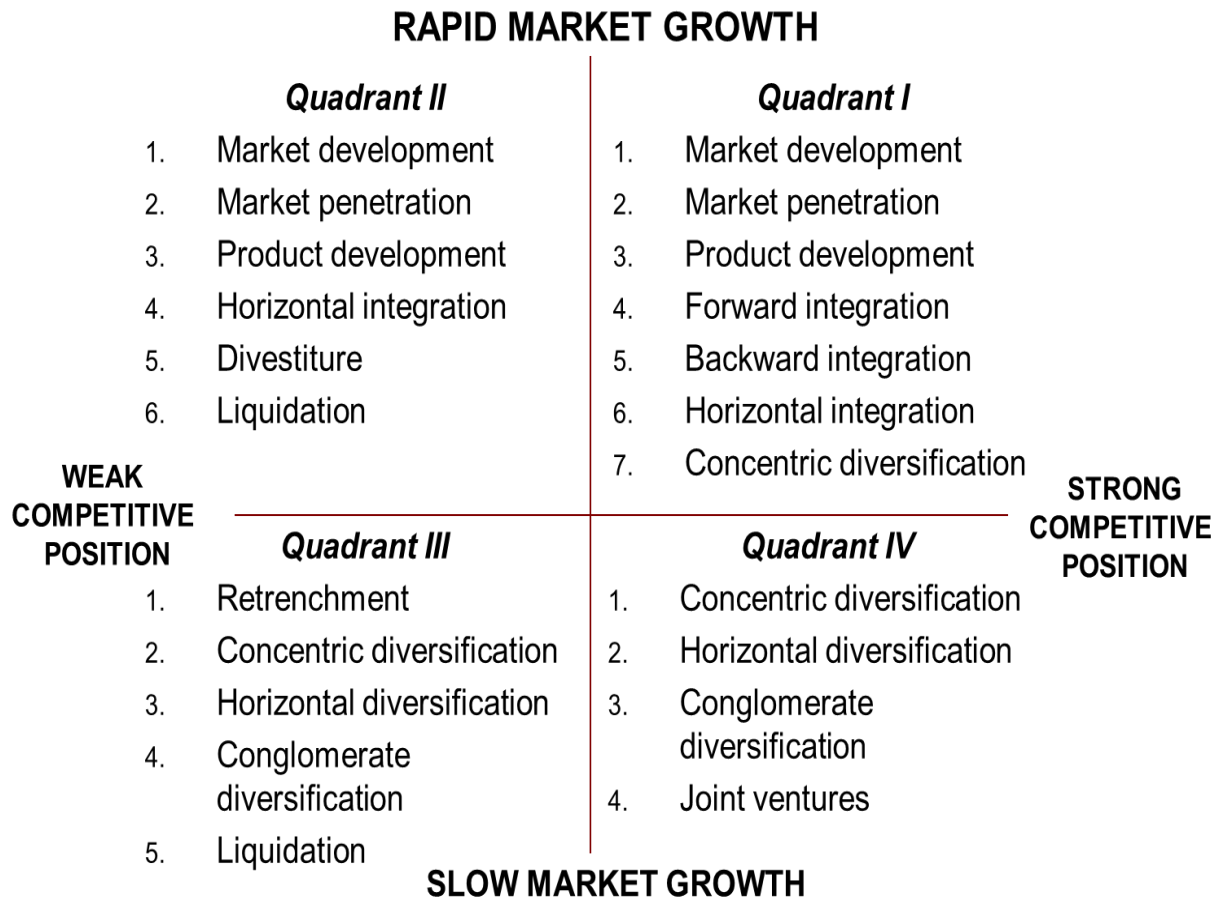 RAPID MARKET GROWTH
Quadrant II
1. Market development
2. Market penetration
3. Product development
4. Horizontal integration
5. Divestiture
6. Liquidation
Quadrant I
1. Market development
2. Market penetration
3. Product development
4. Forward integration
5. Backward integration
6. Horizontal integration
7. Concentric diversification
WEAK
COMPETITIVE
POSITION
STRONG
COMPETITIVE
POSITION
Quadrant III
1. Retrenchment
2. Concentric diversification
3. Horizontal diversification
4. Conglomerate
diversification
5. Liquidation
Quadrant IV
1. Concentric diversification
2. Horizontal diversification
3. Conglomerate
diversification
4. Joint ventures
SLOW MARKET GROWTH